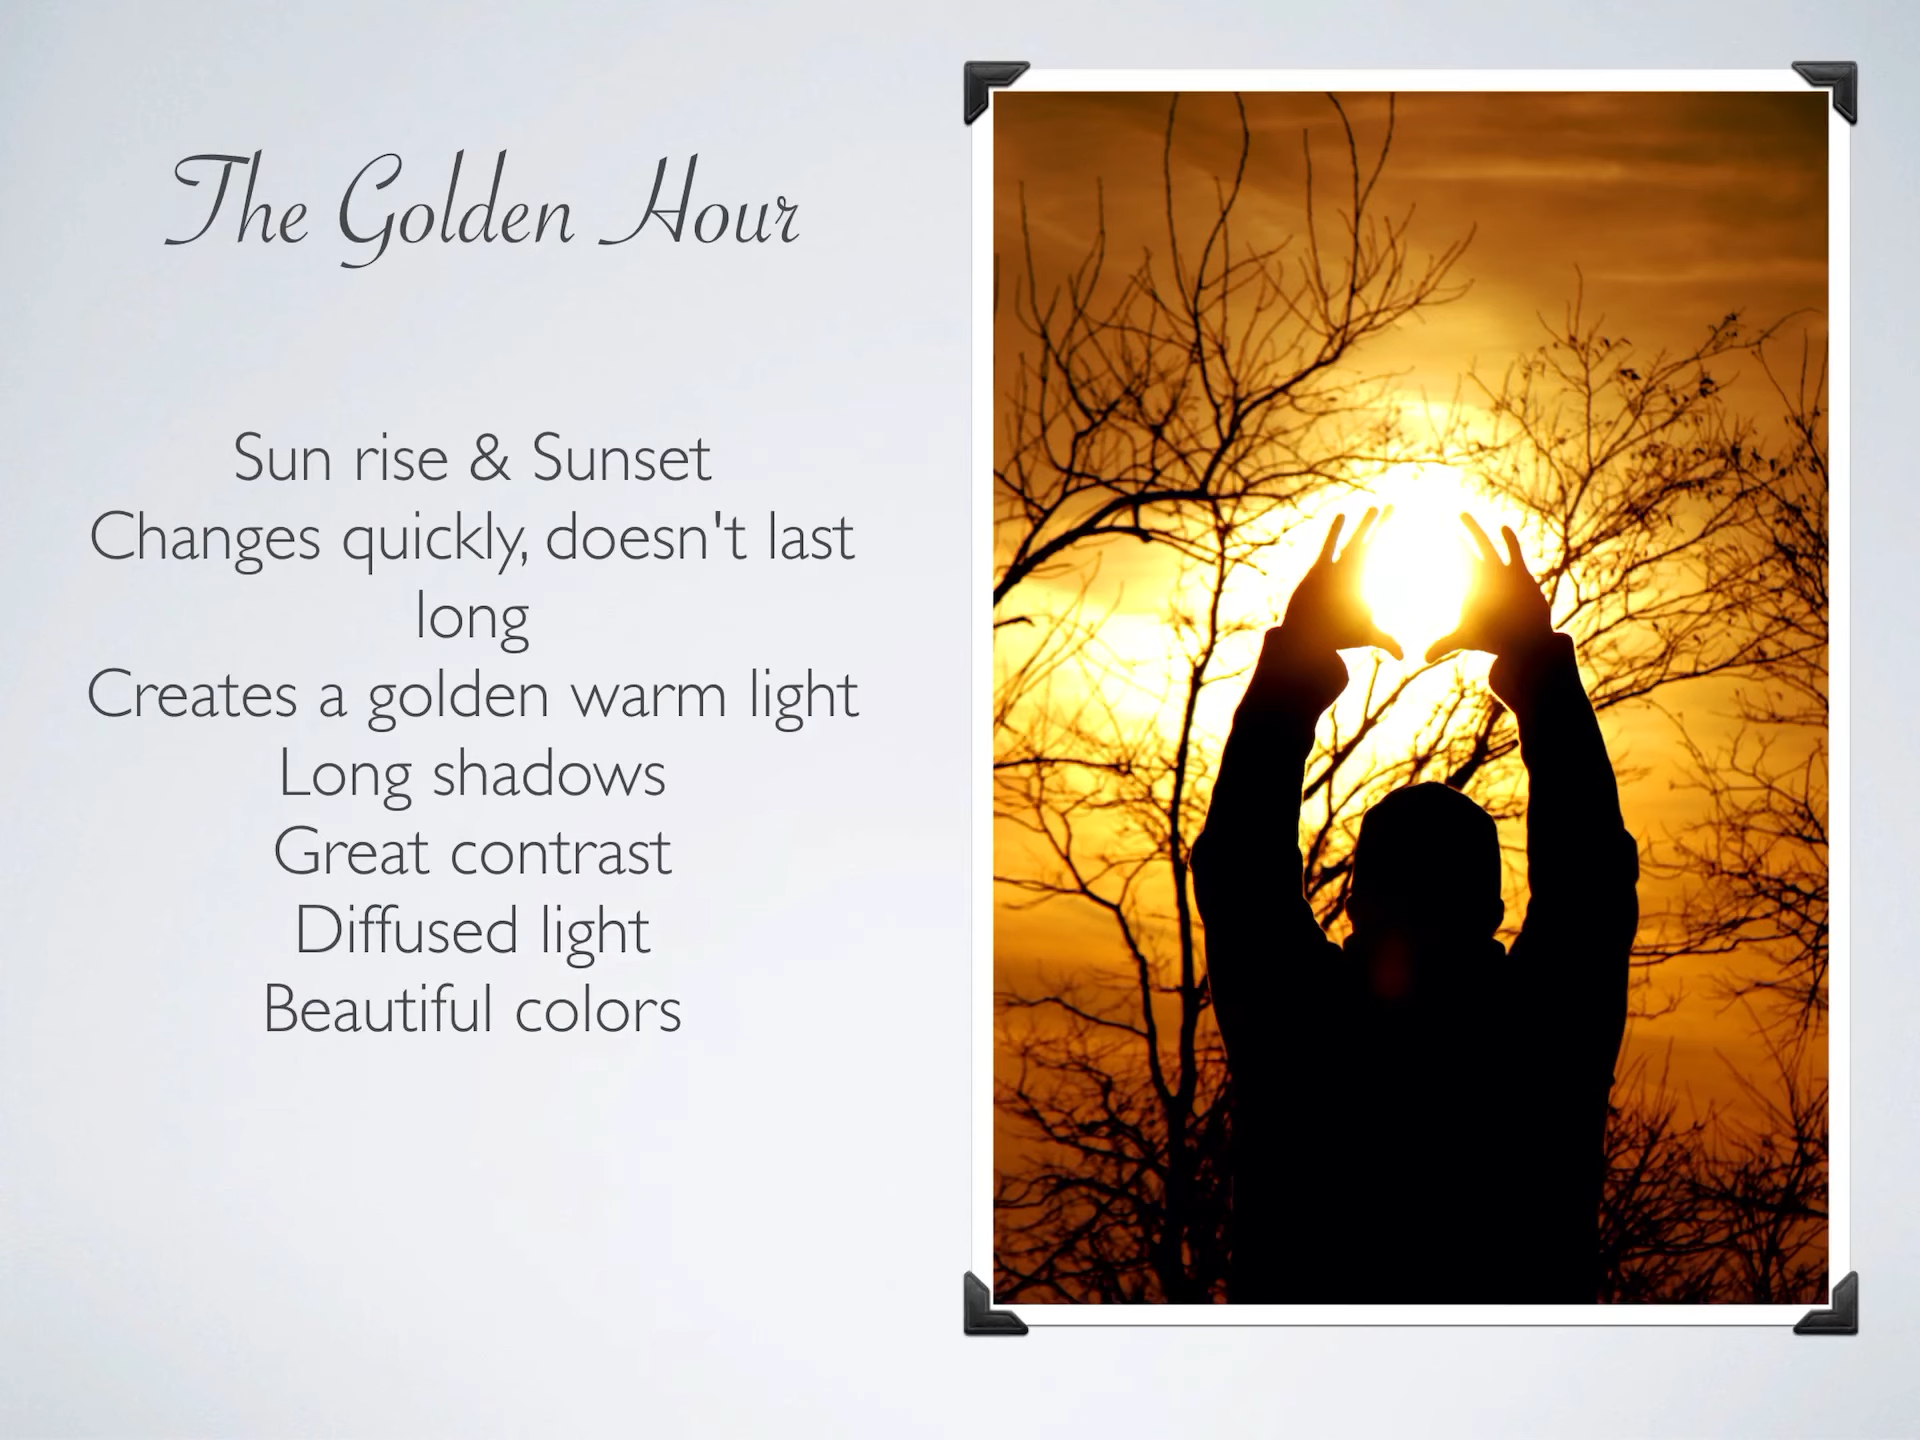 The Golden Hour
Sun rise & Sunset
Changes quickly, doesn't last
long
Creates a golden warm light
Long shadows
Great contrast
Diffused light
Beautiful colors